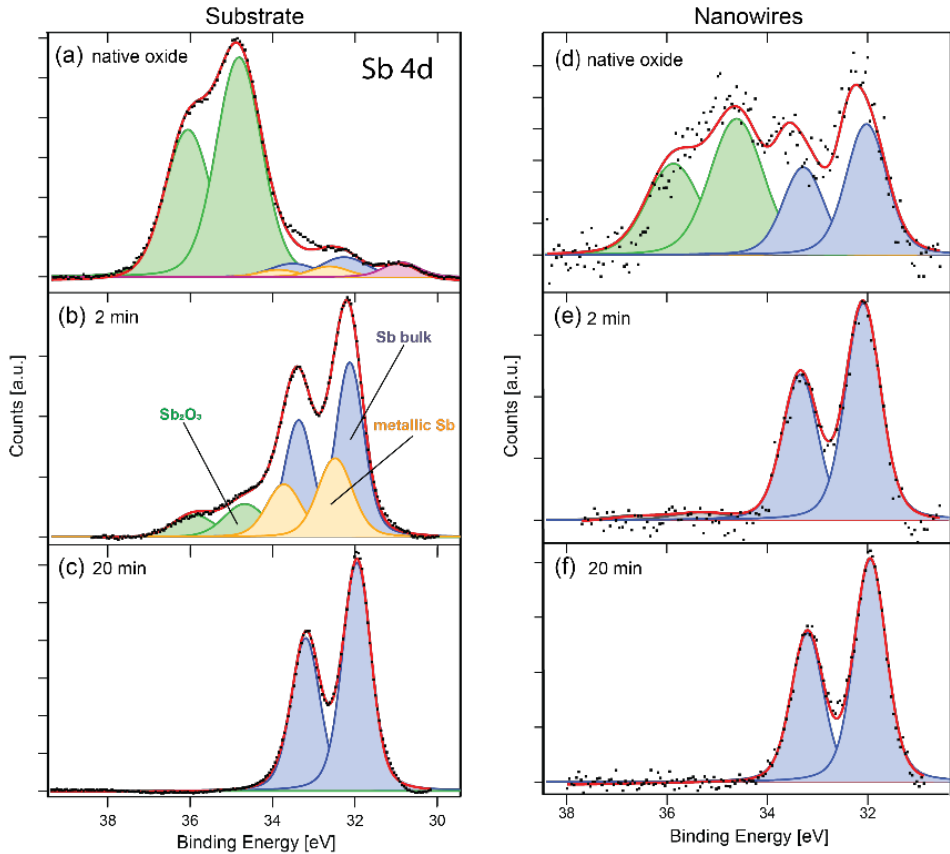 Substrate
Nanowires
(a) native oxide
Sb 4d
(d) native oxide
(b) 2 min
Sb bulk
Sb₂O₃
metallic Sb
(e) 2 min
Counts [a.u.]
Counts [a.u.]
(c) 20 min
(f) 20 min
36 34 33 32 30
Binding Energy [eV]
38 36 34 32
Binding Energy [eV]